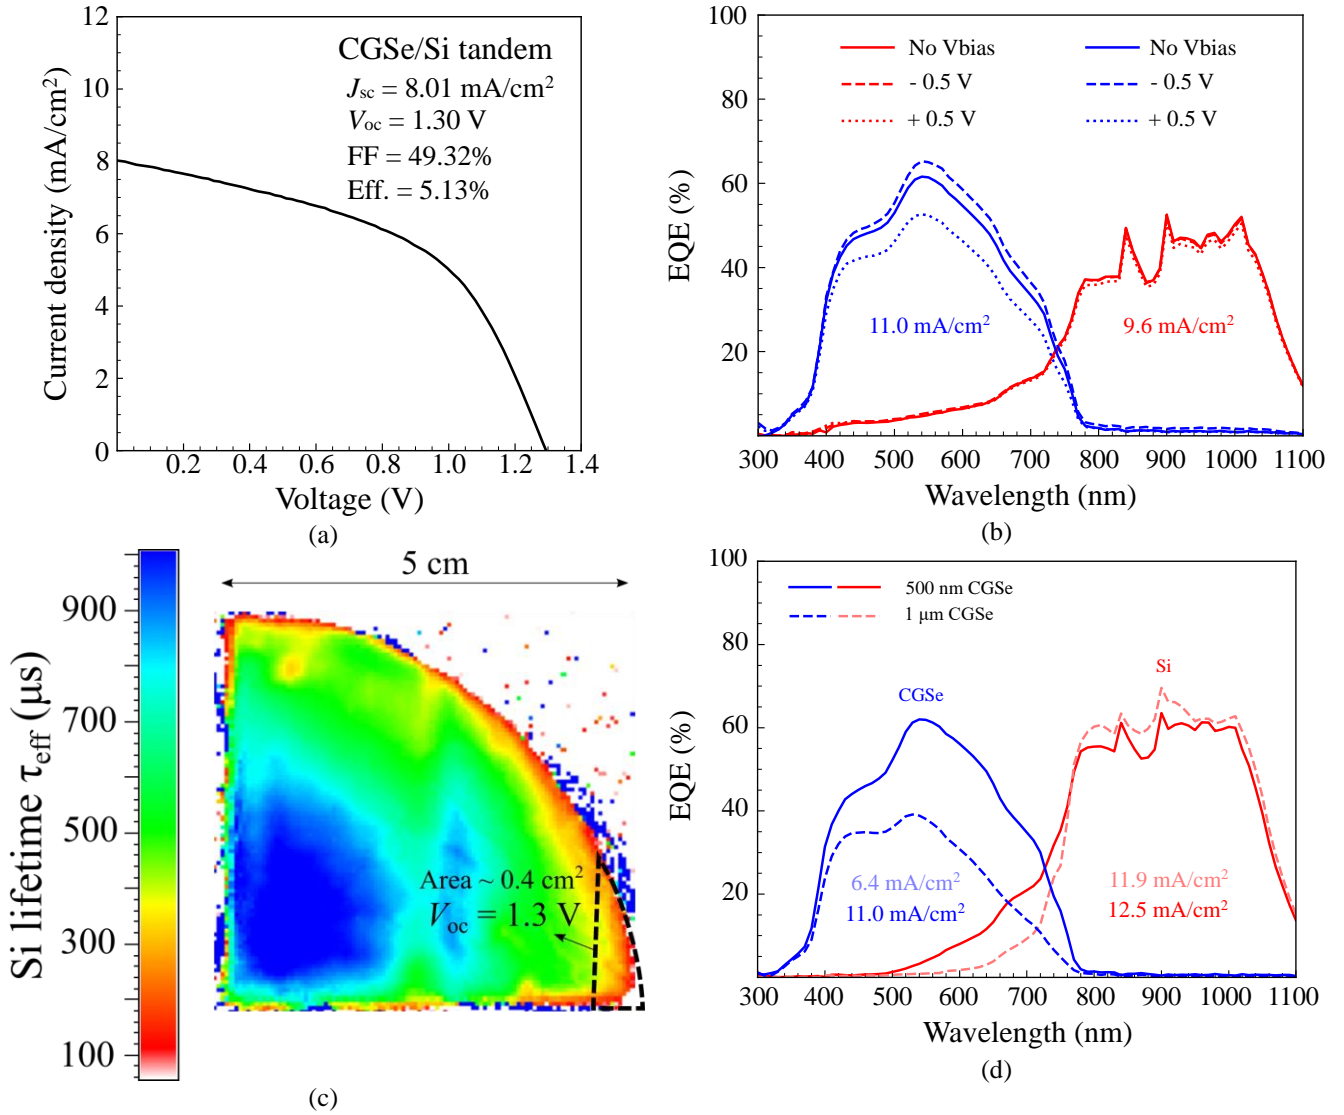 12
10
8
6
4
2
0
0.2 0.4 0.6 0.8 1.0 1.2 1.4
Current density (mA/cm²)
Voltage (V)
CGSe/Si tandem
Jsc = 8.01 mA/cm²
Voc = 1.30 V
FF = 49.32%
Eff. = 5.13%
(a)
100
80
60
40
20
300 400 500 600 700 800 900 1000 1100
EQE (%)
Wavelength (nm)
No Vbias No Vbias
- 0.5 V - 0.5 V
+ 0.5 V + 0.5 V
11.0 mA/cm² 9.6 mA/cm²
(b)
Si lifetime τeff (µs)
900
700
500
300
100
5 cm
Area ~ 0.4 cm²
Voc = 1.3 V
(c)
100
80
60
40
20
300 400 500 600 700 800 900 1000 1100
EQE (%)
Wavelength (nm)
500 nm CGSe
1 µm CGSe
CGSe
Si
6.4 mA/cm² 11.9 mA/cm²
11.0 mA/cm² 12.5 mA/cm²
(d)